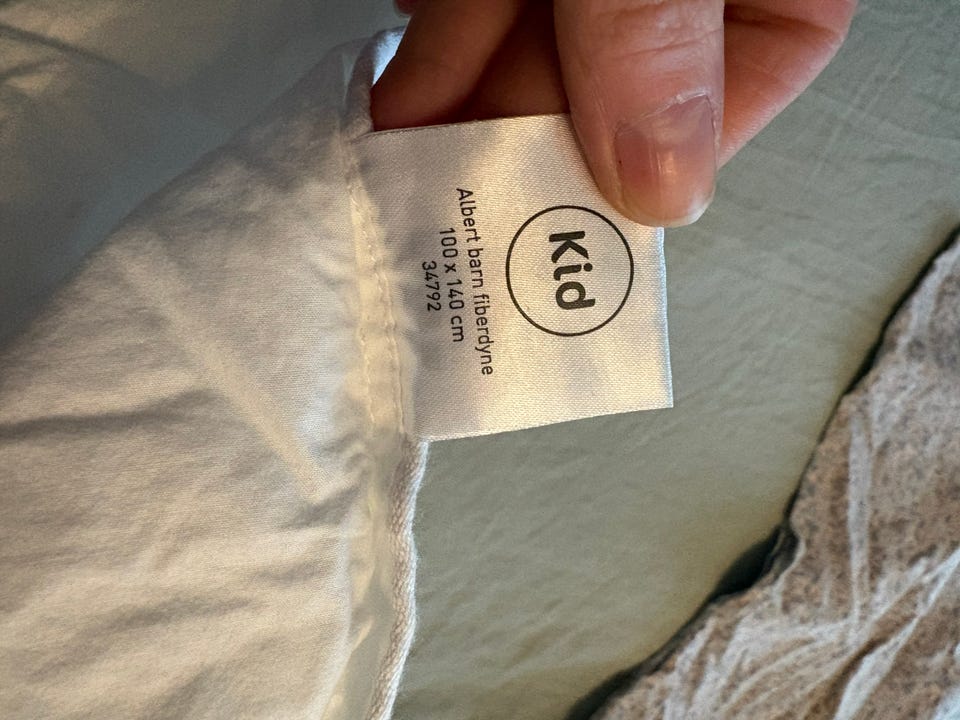 Kid
Albert barn fiberdyne
100 x 140 cm
34792